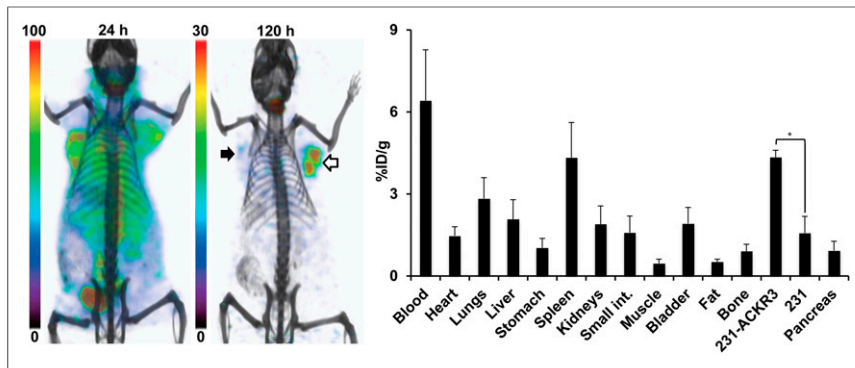 100 24 h 30 120 h
0 0
%ID/g
9
6
3
0
*
Blood
Heart
Lungs
Liver
Stomach
Spleen
Kidneys
Small int.
Muscle
Bladder
Fat
Bone
231-ACKR3
231
Pancreas